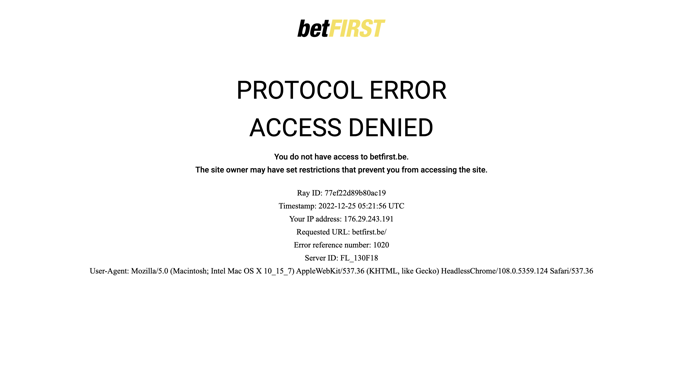 betFIRST
PROTOCOL ERROR
ACCESS DENIED
You do not have access to betfirst.be.
The site owner may have set restrictions that prevent you from accessing the site.
Ray ID: 77ef22d89b80ac19
Timestamp: 2022-12-25 05:21:56 UTC
Your IP address: 176.29.243.191
Requested URL: betfirst.be/
Error reference number: 1020
Server ID: FL_130F18
User-Agent: Mozilla/5.0 (Macintosh; Intel Mac OS X 10_15_7) AppleWebKit/537.36 (KHTML, like Gecko) HeadlessChrome/108.0.5359.124 Safari/537.36